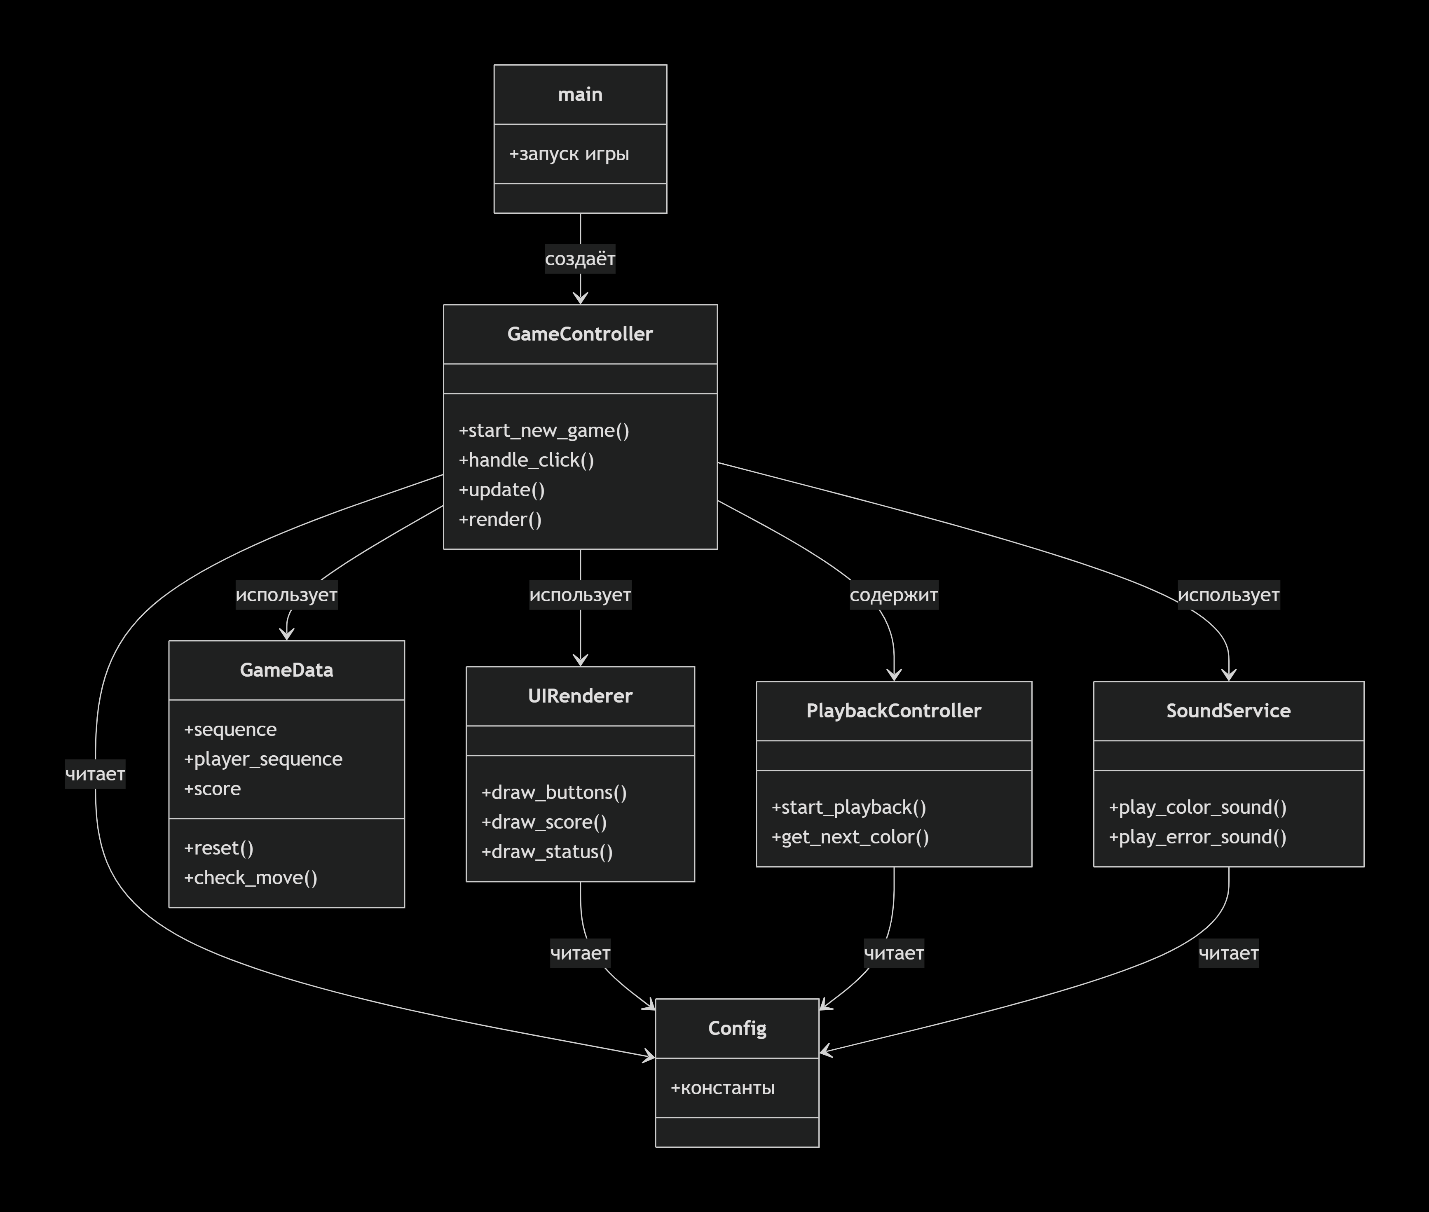 main
+запуск игры
создаёт
GameController
+start_new_game()
+handle_click()
+update()
+render()
использует
использует
содержит
использует
GameData
+sequence
+player_sequence
+score
+reset()
+check_move()
UIRenderer
+draw_buttons()
+draw_score()
+draw_status()
PlaybackController
+start_playback()
+get_next_color()
SoundService
+play_color_sound()
+play_error_sound()
читает
читает
читает
читает
Config
+константы